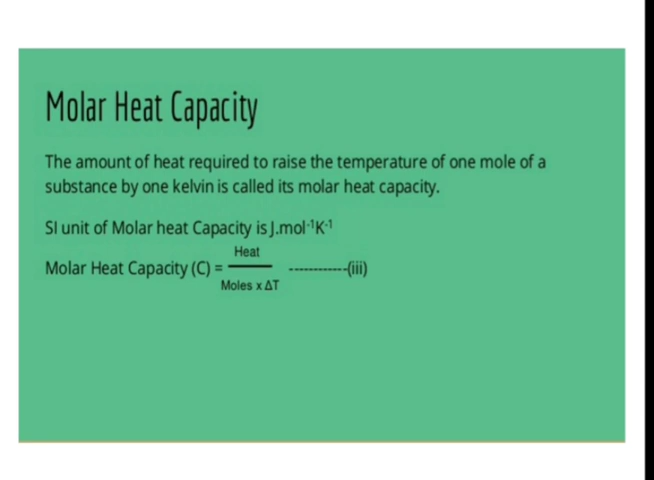 Molar Heat Capacity
The amount of heat required to raise the temperature of one mole of a
substance by one kelvin is called its molar heat capacity.
SI unit of Molar heat Capacity is J.mol⁻¹K⁻¹
Heat
Molar Heat Capacity (C) = ------------(iii)
Moles x ΔT